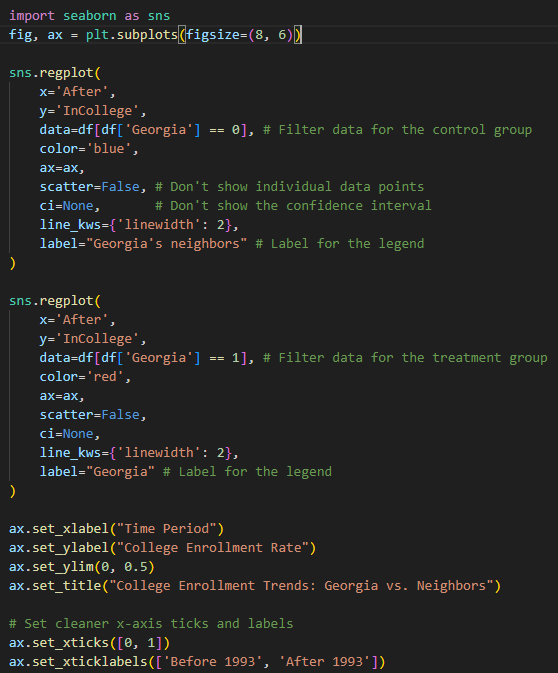 import seaborn as sns
fig, ax = plt.subplots(figsize=(8, 6))
sns.regplot(
    x='After',
    y='InCollege',
    data=df[df['Georgia'] == 0], # Filter data for the control group
    color='blue',
    ax=ax,
    scatter=False, # Don't show individual data points
    ci=None,       # Don't show the confidence interval
    line_kws={'linewidth': 2},
    label="Georgia's neighbors" # Label for the legend
)
sns.regplot(
    x='After',
    y='InCollege',
    data=df[df['Georgia'] == 1], # Filter data for the treatment group
    color='red',
    ax=ax,
    scatter=False,
    ci=None,
    line_kws={'linewidth': 2},
    label="Georgia" # Label for the legend
)
ax.set_xlabel("Time Period")
ax.set_ylabel("College Enrollment Rate")
ax.set_ylim(0, 0.5)
ax.set_title("College Enrollment Trends: Georgia vs. Neighbors")
# Set cleaner x-axis ticks and labels
ax.set_xticks([0, 1])
ax.set_xticklabels(['Before 1993', 'After 1993'])